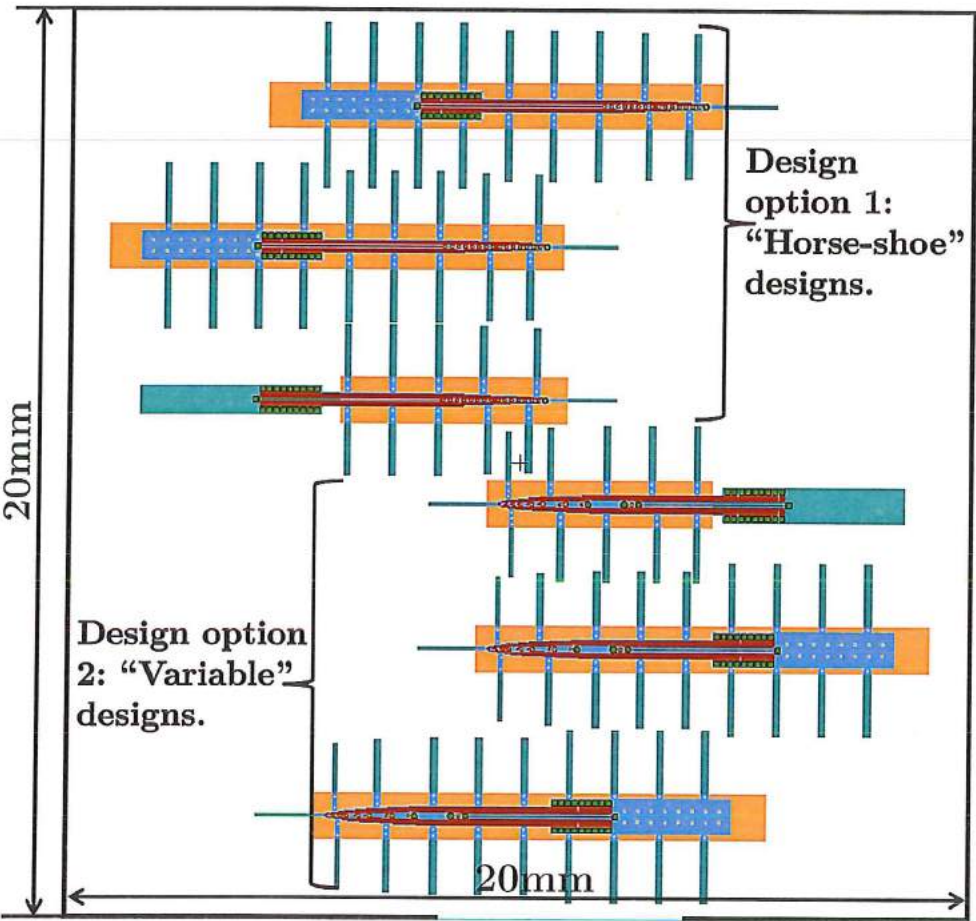 Design
option 1:
“Horse-shoe”
designs.
20mm
Design option
2: “Variable”
designs.
20mm